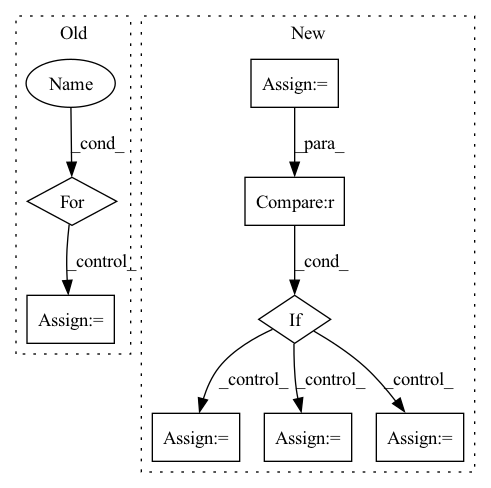 Old
New
Name
Assign:=
_cond_
_para_
For
Compare:r
_control_
_cond_
Assign:=
If
_control_
_control_
_control_
Assign:=
Assign:=
Assign:=